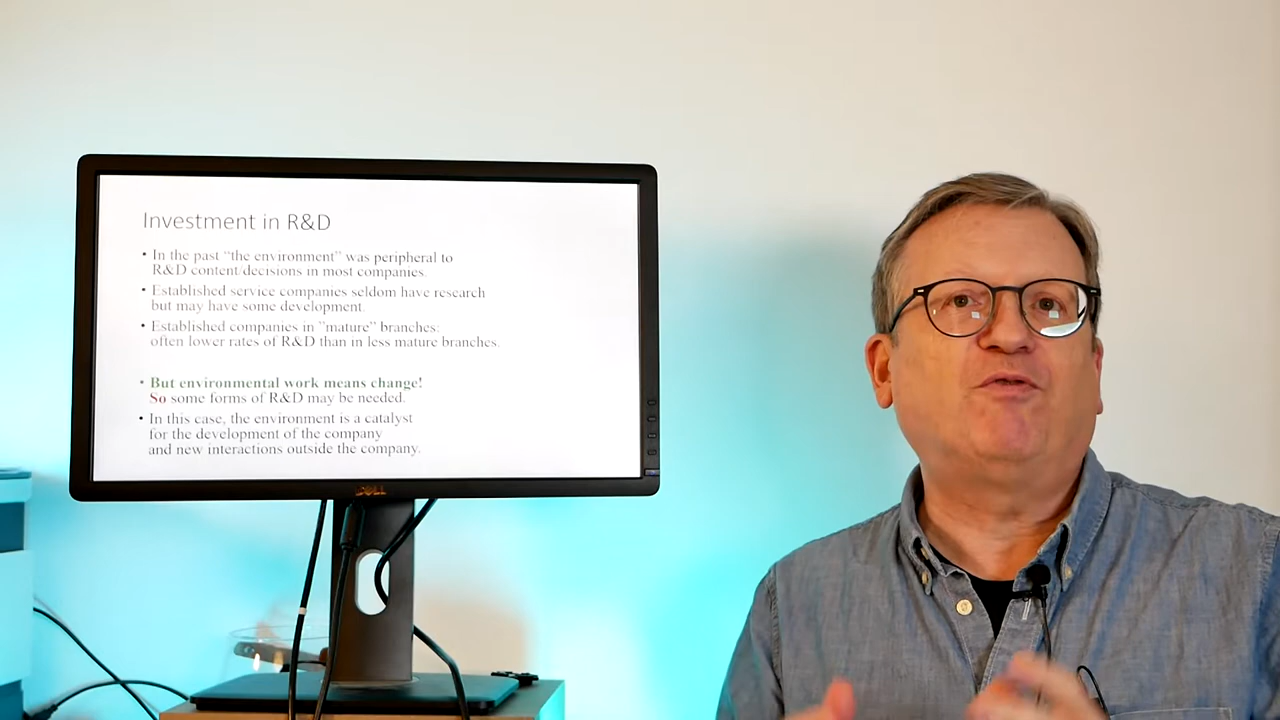 Investment in R&D
• In the past "the environment" was peripheral to
R&D content/decisions in most companies.
• Established service companies seldom have research
but may have some development.
• Established companies in "mature" branches:
often lower rates of R&D than in less mature branches.
• But environmental work means change!
So some forms of R&D may be needed.
• In this case, the environment is a catalyst
for the development of the company
and new interactions outside the company.
DELL